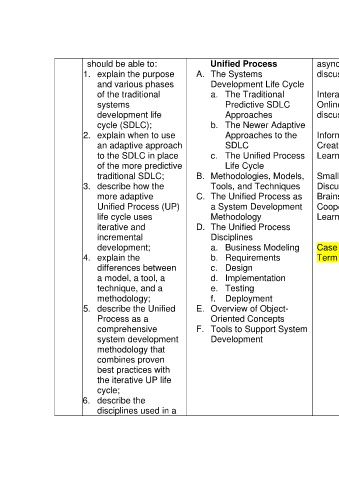 should be able to:
1. explain the purpose
and various phases
of the traditional
systems
development life
cycle (SDLC);
2. explain when to use
an adaptive approach
to the SDLC in place
of the more predictive
traditional SDLC;
3. describe how the
more adaptive
Unified Process (UP)
life cycle uses
iterative and
incremental
development;
4. explain the
differences between
a model, a tool, a
technique, and a
methodology;
5. describe the Unified
Process as a
comprehensive
system development
methodology that
combines proven
best practices with
the iterative UP life
cycle;
6. describe the
disciplines used in a
Unified Process
A. The Systems
Development Life Cycle
a. The Traditional
Predictive SDLC
Approaches
b. The Newer Adaptive
Approaches to the
SDLC
c. The Unified Process
Life Cycle
B. Methodologies, Models,
Tools, and Techniques
C. The Unified Process as
a System Development
Methodology
D. The Unified Process
Disciplines
a. Business Modeling
b. Requirements
c. Design
d. Implementation
e. Testing
f. Deployment
E. Overview of Object-
Oriented Concepts
F. Tools to Support System
Development
async
discus
Intera
Online
discus
Inform
Creat
Learn
Small
Discu
Brains
Coope
Learn
Case
Term